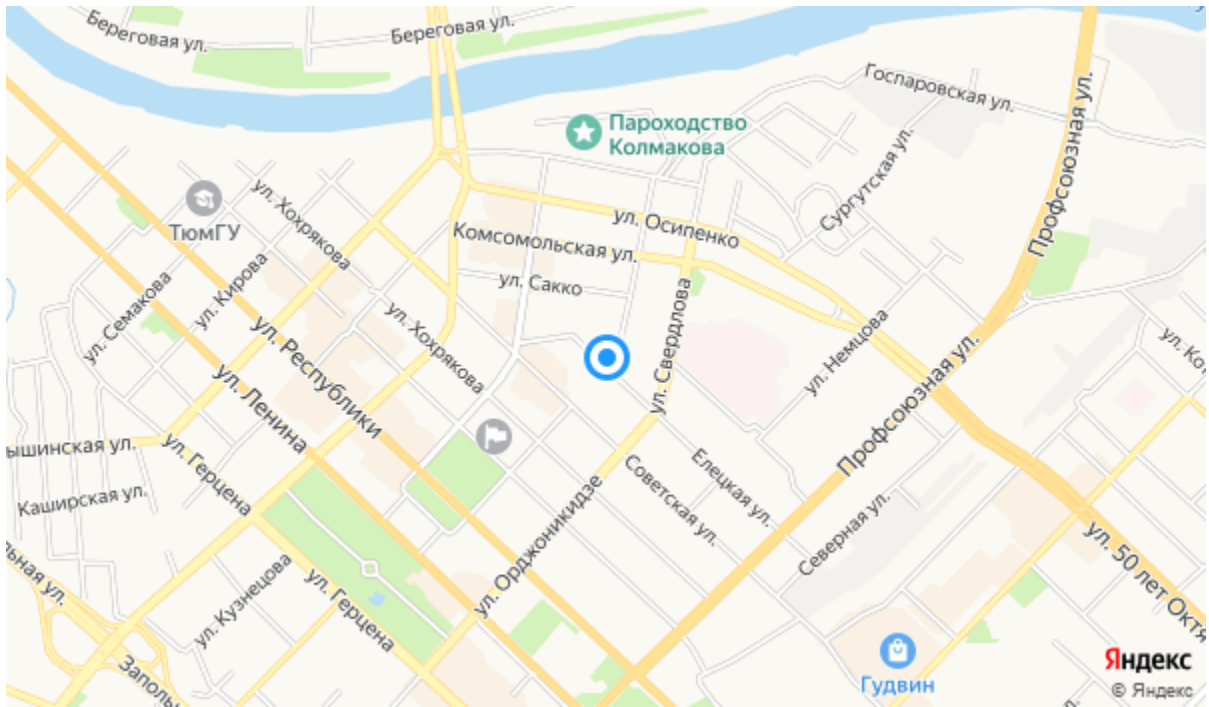 Береговая ул.
Береговая ул.
Госпаровская ул.
Пароходство
Колмакова
Сургутская ул.
Профсоюзная ул.
ТюмГУ
ул. Хохрякова
ул. Осипенко
Комсомольская ул.
ул. Сакко
ул. Семакова
ул. Кирова
ул. Хохрякова
ул. Свердлова
ул. Немцова
ул. Республики
ул. Ленина
Профсоюзная ул.
ул. Герцена
Каширская ул.
Елецкая ул.
Советская ул.
ул. Орджоникидзе
Северная ул.
ул. 50 лет
ул. Кузнецова
ул. Герцена
Гудвин
Яндекс
© Яндекс